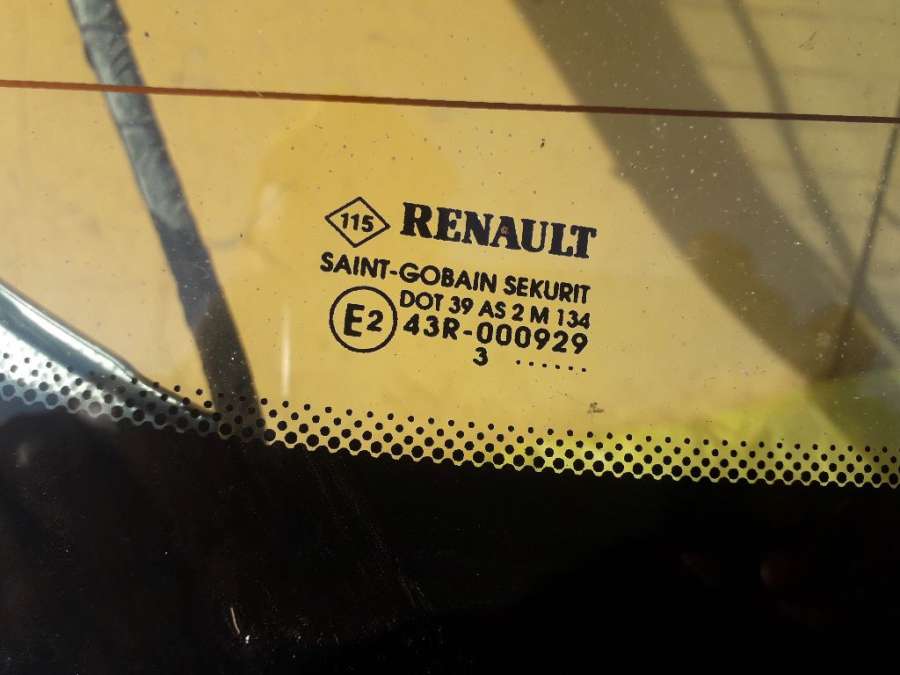 115 RENAULT
SAINT-GOBAIN SEKURIT
DOT 39 AS 2 M 134
E2 43R-000929
3 ......